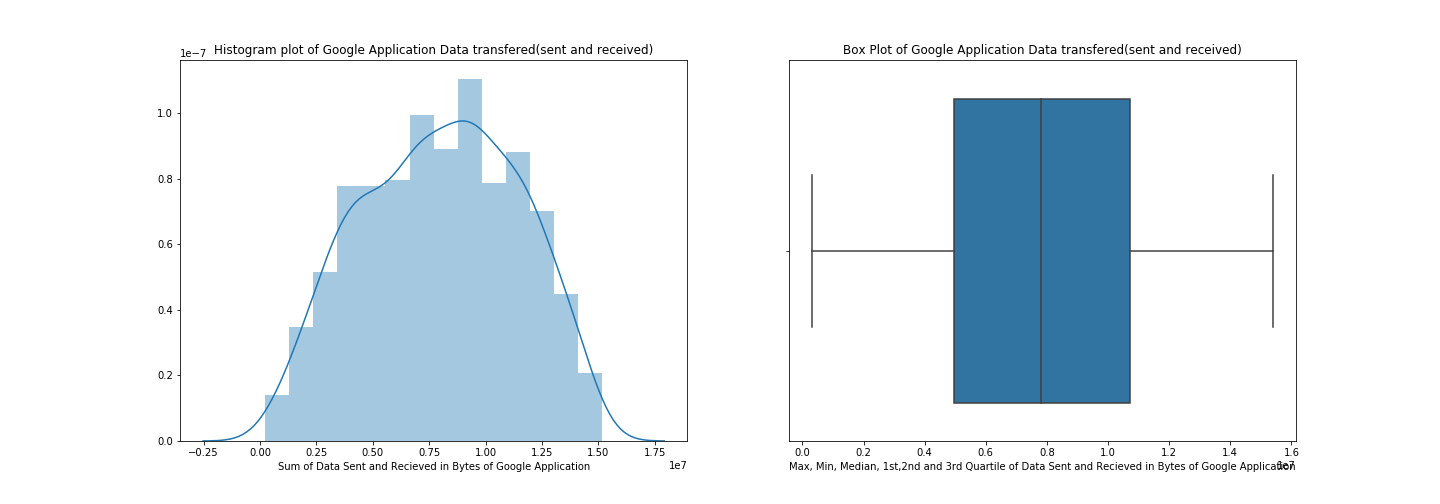 Histogram plot of Google Application Data transfered(sent and received)
1e−7
1.0
0.8
0.6
0.4
0.2
0.0
−0.25 0.00 0.25 0.50 0.75 1.00 1.25 1.50 1.75
1e7
Sum of Data Sent and Recieved in Bytes of Google Application
Box Plot of Google Application Data transfered(sent and received)
0.0 0.2 0.4 0.6 0.8 1.0 1.2 1.4 1.6
1e7
Max, Min, Median, 1st,2nd and 3rd Quartile of Data Sent and Recieved in Bytes of Google Application